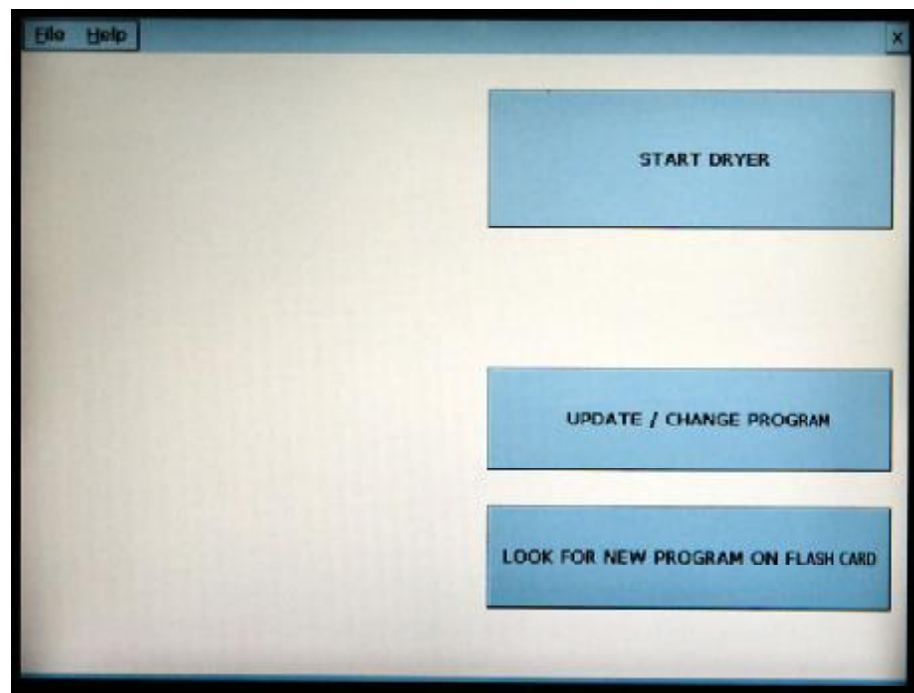 File Help x
START DRYER
UPDATE / CHANGE PROGRAM
LOOK FOR NEW PROGRAM ON FLASH CARD